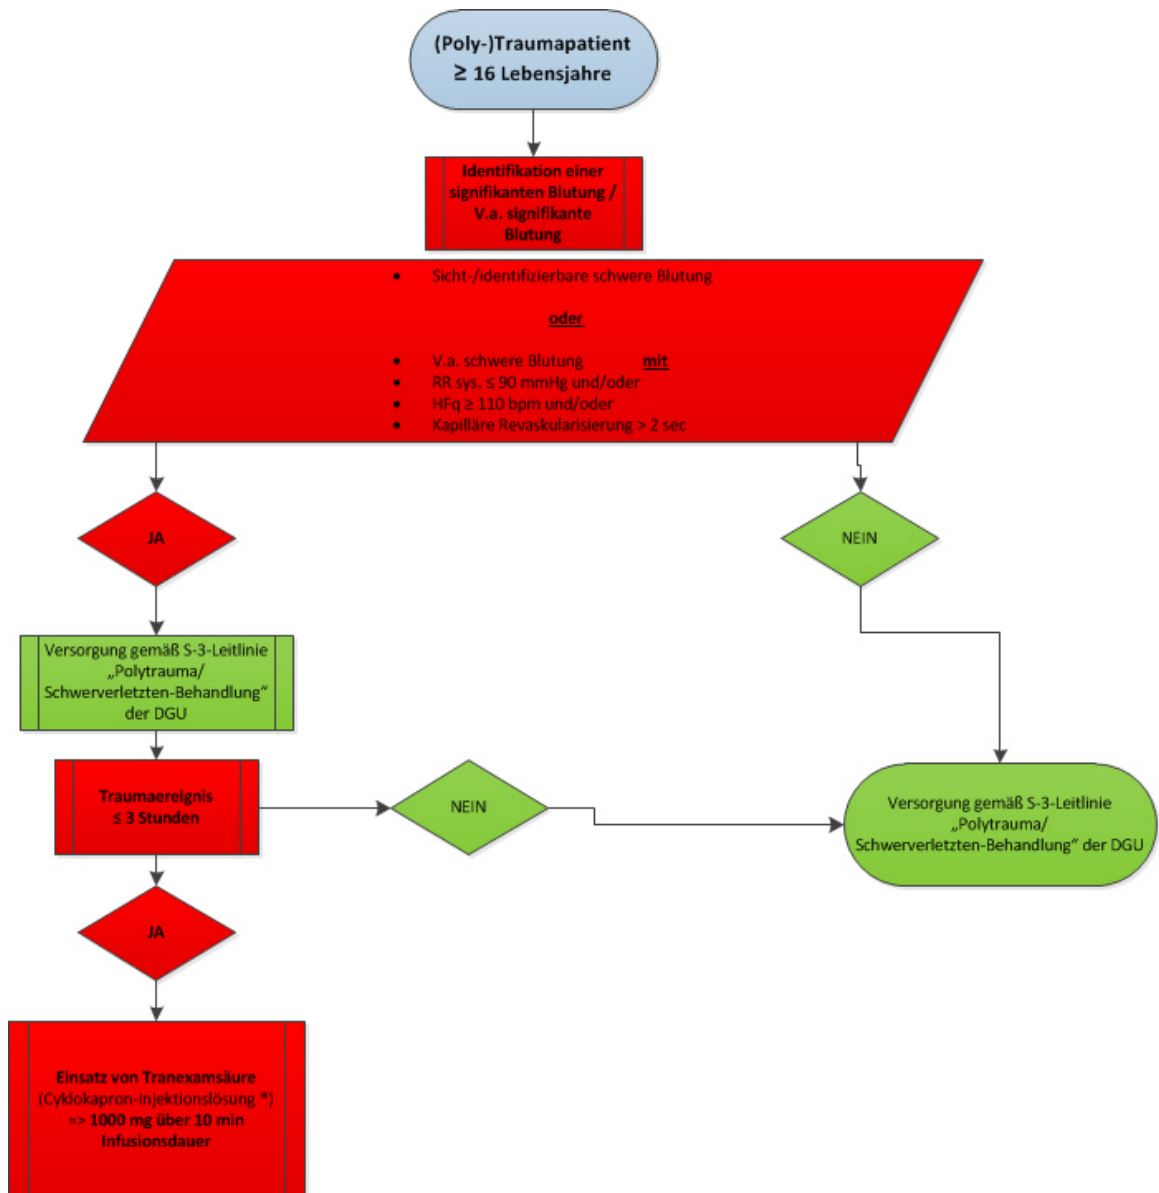 (Poly-)Traumapatient
≥ 16 Lebensjahre
Identifikation einer
signifikanten Blutung /
V.a. signifikante
Blutung
• Sicht-/identifizierbare schwere Blutung
oder
• V.a. schwere Blutung mit
• RR sys. ≤ 90 mmHg und/oder
• HFq ≥ 110 bpm und/oder
• Kapilläre Revaskularisierung > 2 sec
JA
NEIN
Versorgung gemäß S-3-Leitlinie
„Polytrauma/
Schwerverletzten-Behandlung“
der DGU
Traumaereignis
≤ 3 Stunden
NEIN
Versorgung gemäß S-3-Leitlinie
„Polytrauma/
Schwerverletzten-Behandlung“ der DGU
JA
Einsatz von Tranexamsäure
(Cyklokapron-Injektionslösung ®)
=> 1000 mg über 10 min
Infusionsdauer